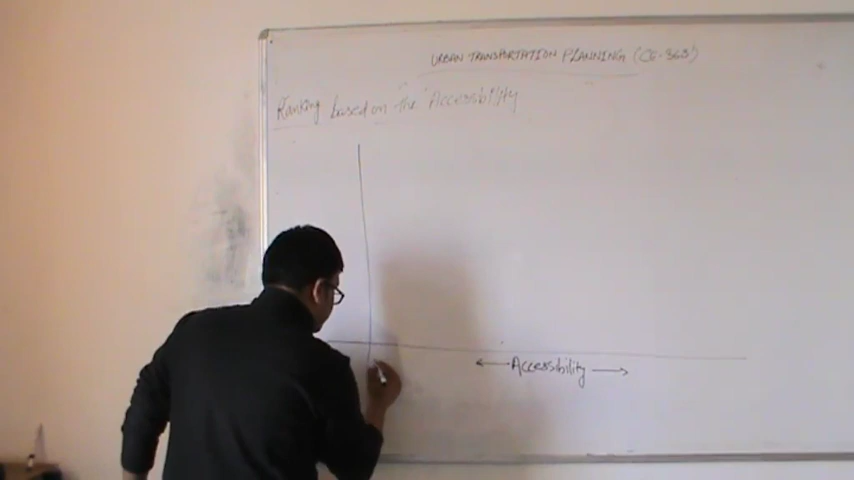 URBAN TRANSPORTATION PLANNING (CE-363)
Ranking based on the "Accessibility
← Accessibility →